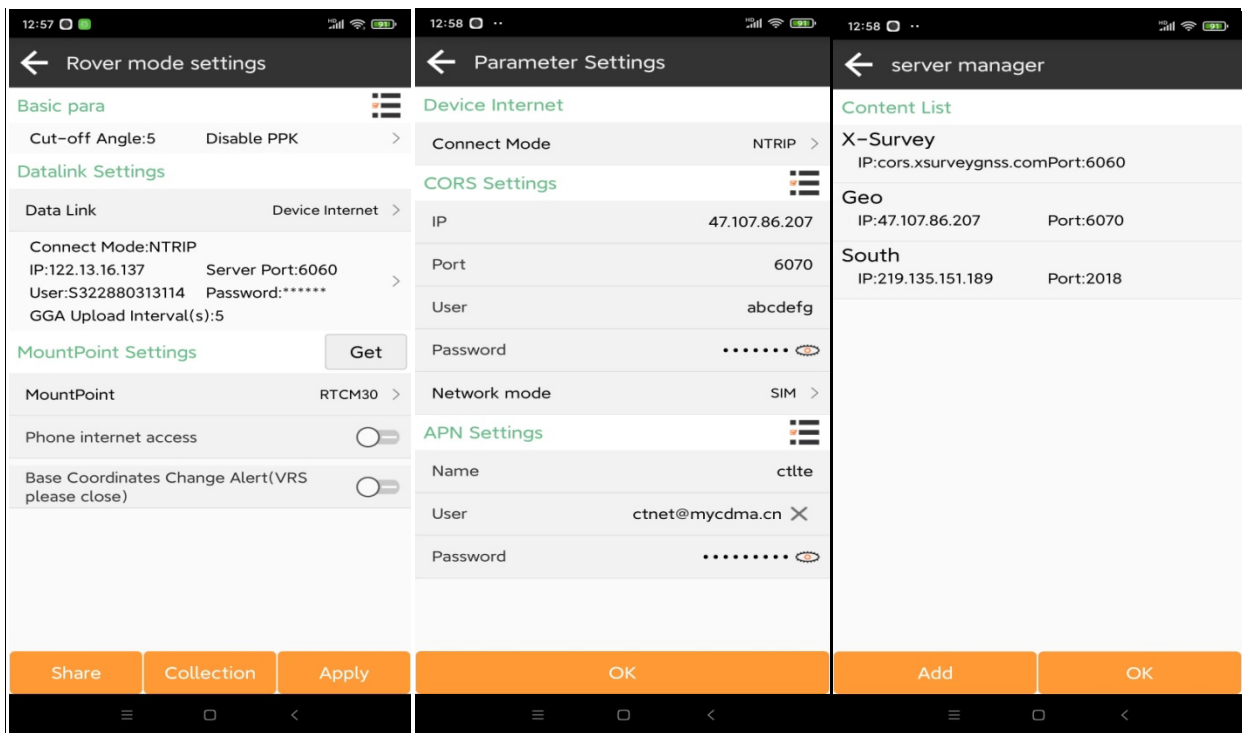 12:57
HD
91
Rover mode settings
Basic para
Cut-off Angle:5 Disable PPK >
Datalink Settings
Data Link Device Internet >
Connect Mode:NTRIP
IP:122.13.16.137 Server Port:6060
User:S322880313114 Password:******
GGA Upload Interval(s):5
MountPoint Settings Get
MountPoint RTCM30 >
Phone internet access
Base Coordinates Change Alert(VRS
please close)
Share Collection Apply
12:58
HD
91
Parameter Settings
Device Internet
Connect Mode NTRIP >
CORS Settings
IP 47.107.86.207
Port 6070
User abcdefg
Password •••••••
Network mode SIM >
APN Settings
Name ctlte
User ctnet@mycdma.cn
Password •••••••••
OK
12:58
HD
91
server manager
Content List
X-Survey
IP:cors.xsurveygnss.comPort:6060
Geo
IP:47.107.86.207 Port:6070
South
IP:219.135.151.189 Port:2018
Add OK